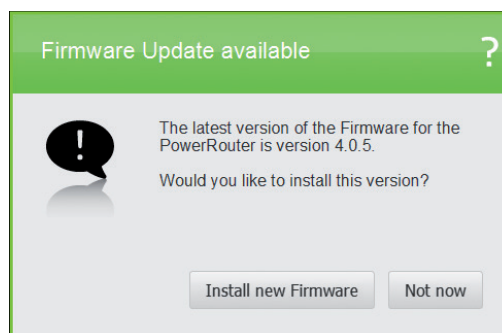 Firmware Update available
?
!
The latest version of the Firmware for the
PowerRouter is version 4.0.5.
Would you like to install this version?
Install new Firmware
Not now